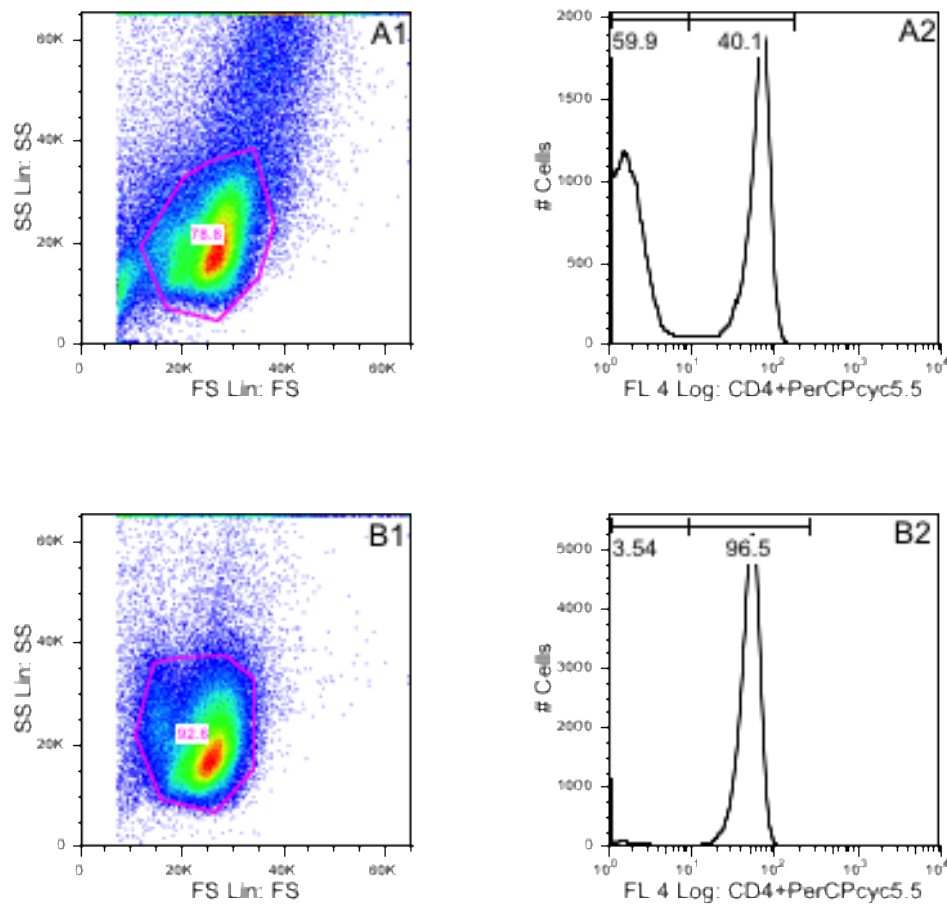 A1
60K
40K
20K
0
SS Lin: SS
78.6
20K 40K 60K
FS Lin: FS
A2
59.9 40.1
2000
1500
1000
500
0
# Cells
10^0 10^1 10^2 10^3 10^4
FL 4 Log: CD4+PerCPcyc5.5
B1
60K
40K
20K
0
SS Lin: SS
92.6
0 20K 40K 60K
FS Lin: FS
B2
3.54 96.5
5000
4000
3000
2000
1000
0
# Cells
10^0 10^1 10^2 10^3 10^4
FL 4 Log: CD4+PerCPcyc5.5